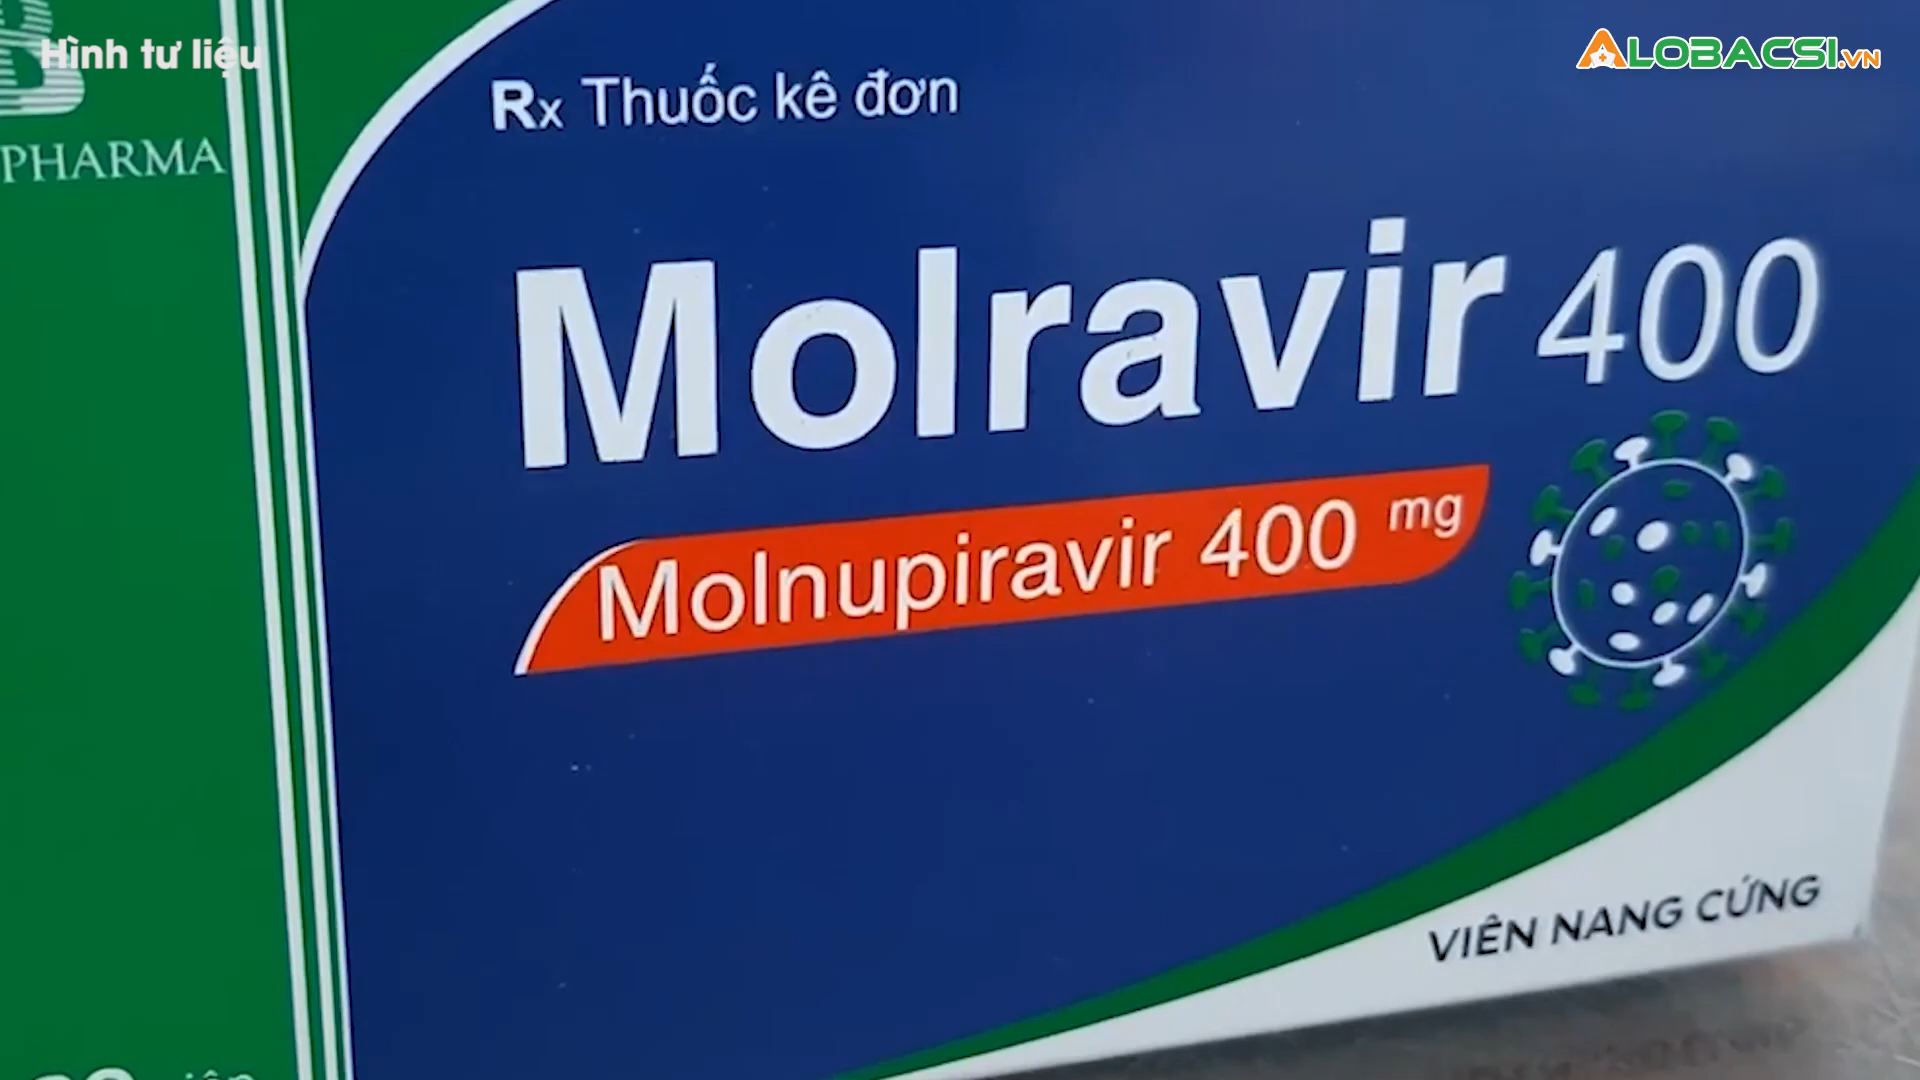 Hình tư liệu
ALOBACSI.VN
PHARMA
Rx Thuốc kê đơn
Molravir 400
Molnupiravir 400 mg
VIÊN NANG CỨNG